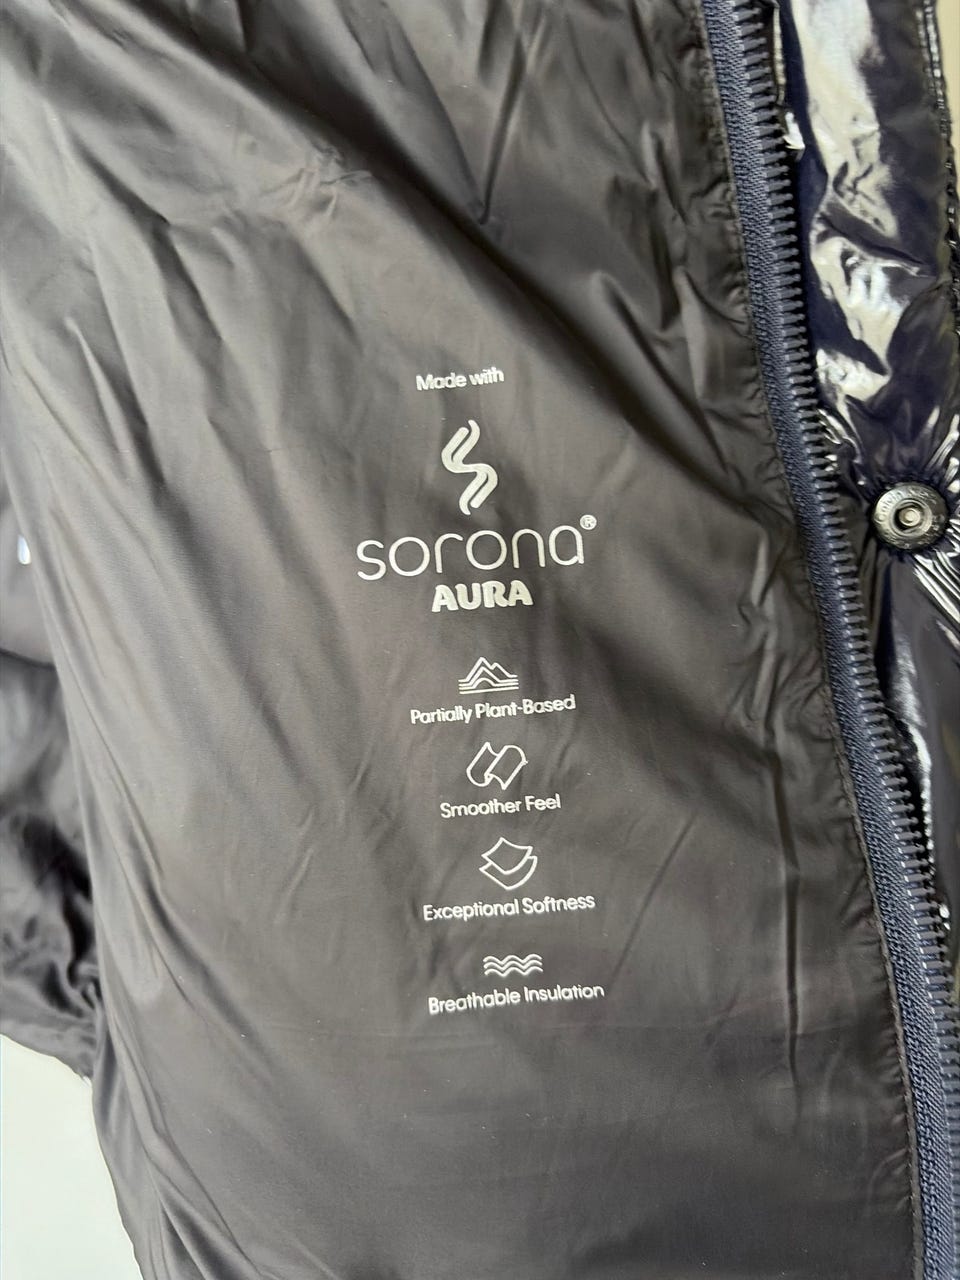 Made with
sorona®
AURA
Partially Plant-Based
Smoother Feel
Exceptional Softness
Breathable Insulation